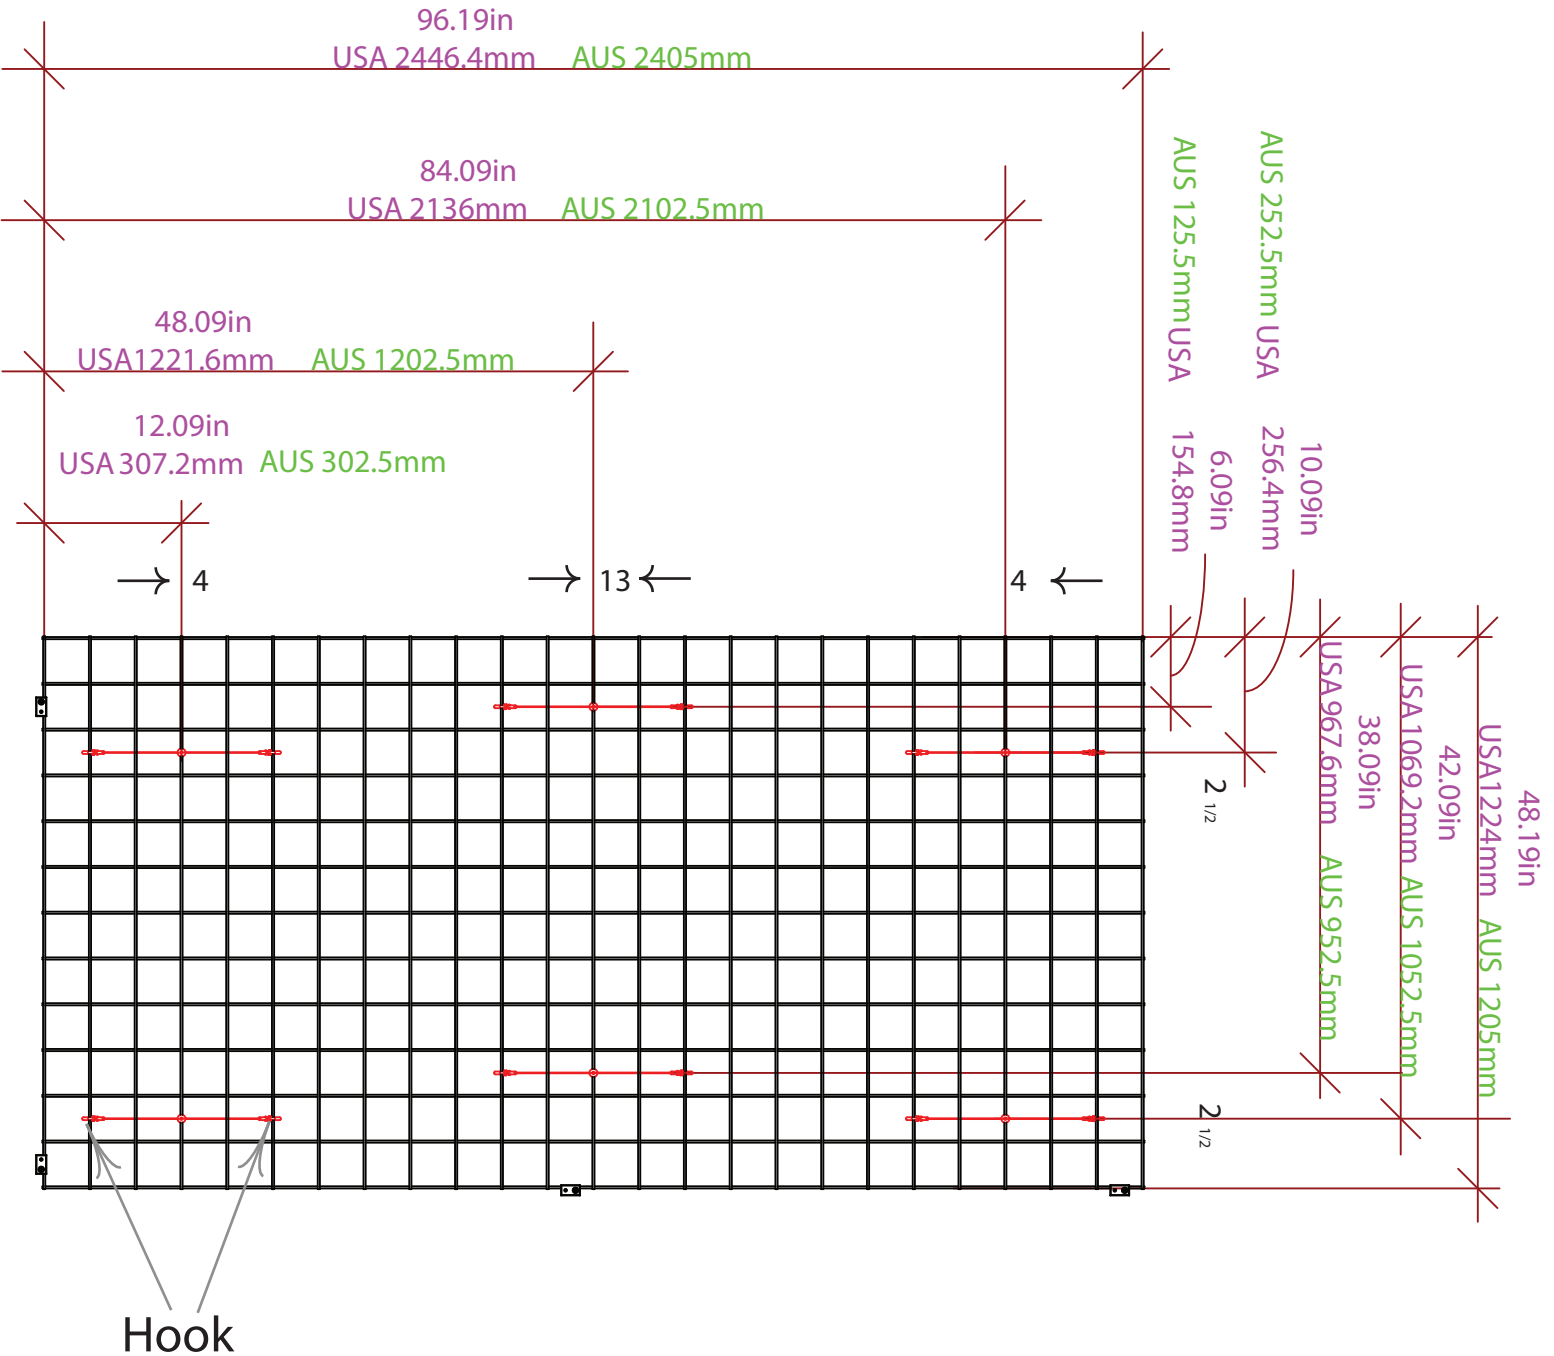 96.19in
USA 2446.4mm AUS 2405mm
84.09in
USA 2136mm AUS 2102.5mm
48.09in
USA1221.6mm AUS 1202.5mm
12.09in
USA 307.2mm AUS 302.5mm
AUS 125.5mm USA
154.8mm
6.09in
AUS 252.5mm USA
256.4mm
10.09in
4
13
4
USA 967.6mm AUS 952.5mm
38.09in
USA 1069.2mm AUS 1052.5mm
42.09in
USA1224mm AUS 1205mm
48.19in
2 1/2
2 1/2
Hook